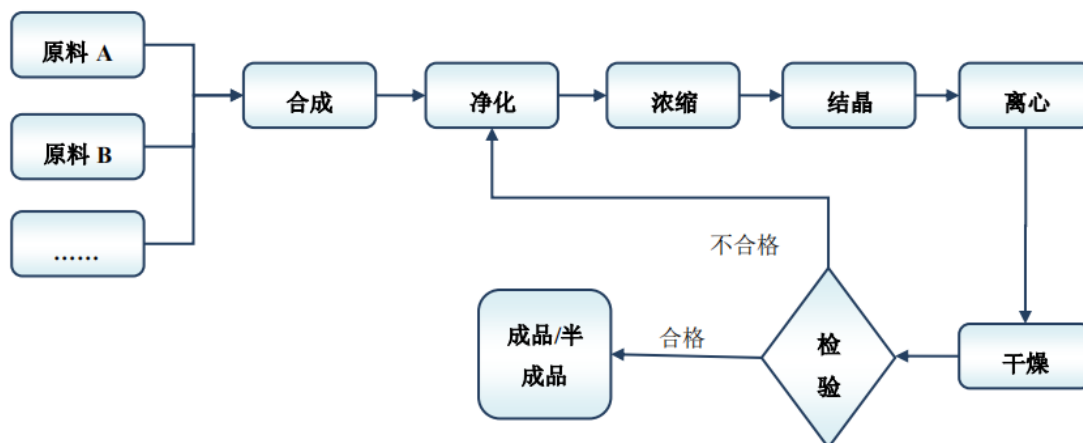 原料 A
原料 B
……
合成
净化
浓缩
结晶
离心
不合格
合格
成品/半
成品
检
验
干燥